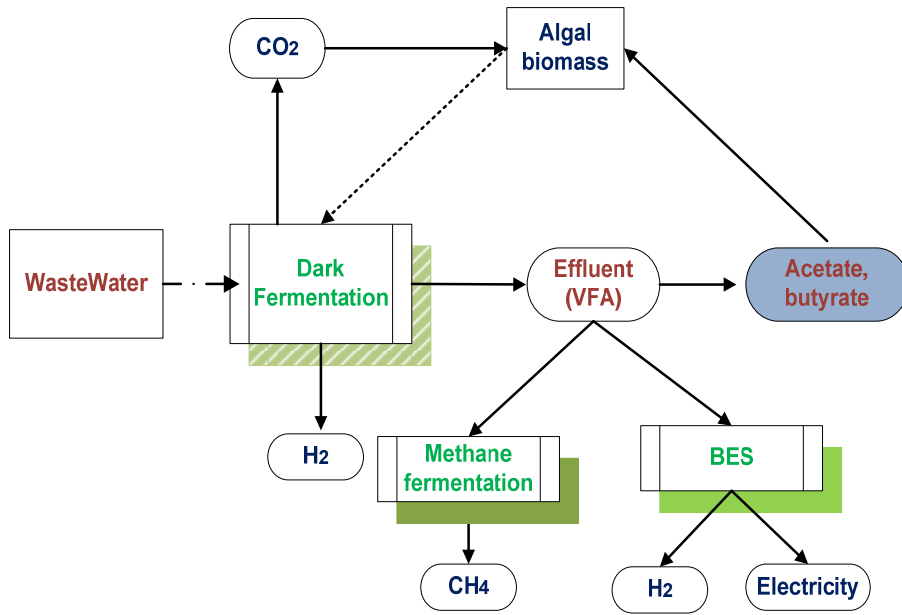 CO2
Algal
biomass
WasteWater
Dark
Fermentation
Effluent
(VFA)
Acetate,
butyrate
H2
Methane
fermentation
BES
CH4
H2
Electricity